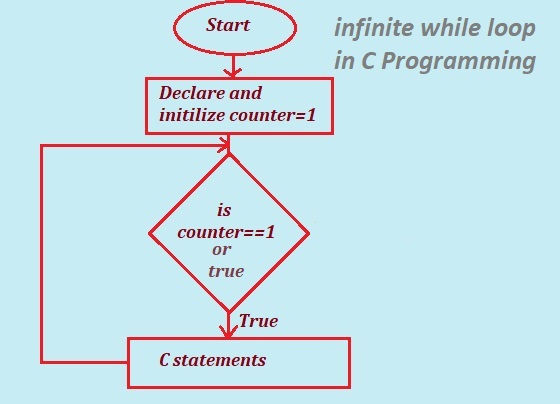 Start
infinite while loop
in C Programming
Declare and
initilize counter=1
is
counter==1
or
true
True
C statements